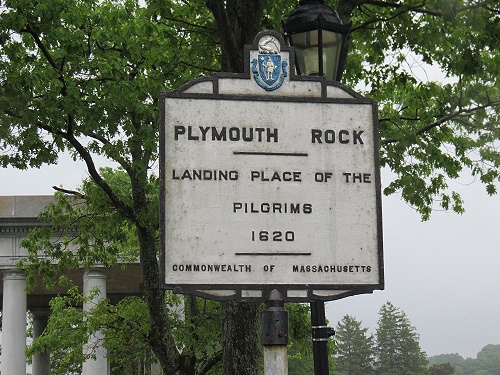 PLYMOUTH ROCK
LANDING PLACE OF THE
PILGRIMS
1620
COMMONWEALTH OF MASSACHUSETTS